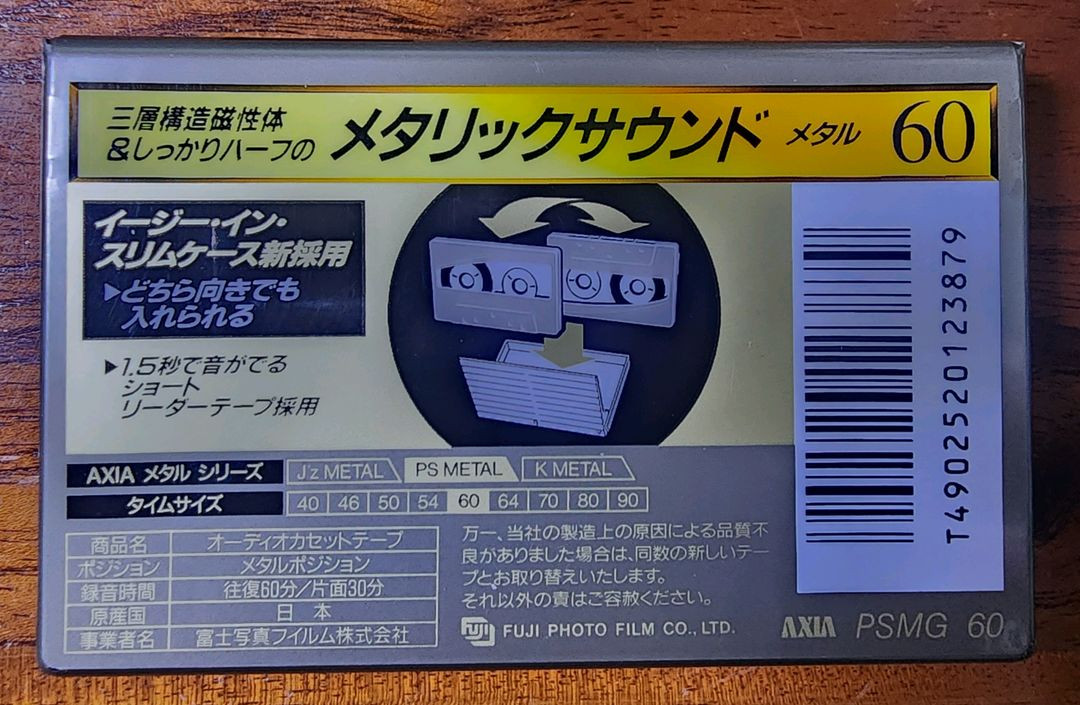 三層構造磁性体
&しっかりハーフの
メタリックサウンド メタル 60
イージー・イン・
スリムケース新採用
▶どちら向きでも
入れられる
▶1.5秒で音がでる
ショート
リーダーテープ採用
T4902520123879
AXIA メタル シリーズ J'z METAL PS METAL K METAL
タイムサイズ 40 46 50 54 60 64 70 80 90
商品名 オーディオカセットテープ
ポジション メタルポジション
録音時間 往復60分/片面30分
原産国 日本
事業者名 富士写真フイルム株式会社
万一、当社の製造上の原因による品質不
良がありました場合は、同数の新しいテー
プとお取り替えいたします。
それ以外の責はご容赦ください。
FUJI FUJI PHOTO FILM CO., LTD.
AXIA PSMG 60